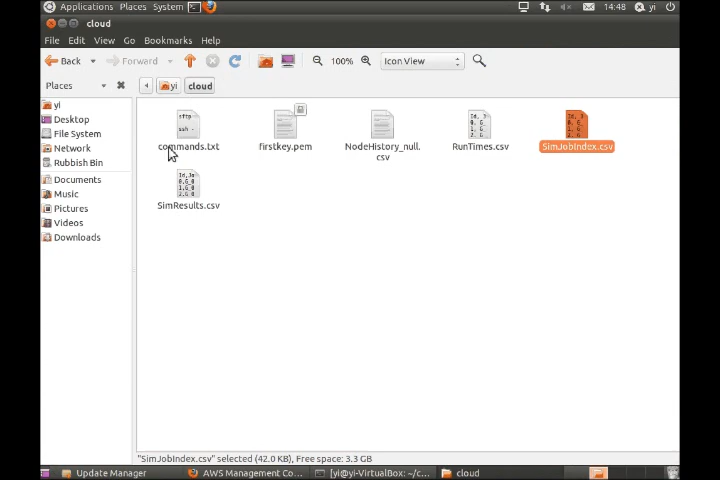 Applications Places System 14:48 yi
cloud
File Edit View Go Bookmarks Help
Back Forward 100% Icon View
Places yi cloud
yi
Desktop
File System
Network
Rubbish Bin
Documents
Music
Pictures
Videos
Downloads
sftp
ssh -
commands.txt
firstkey.pem
NodeHistory_null.
csv
RunTimes.csv
SimJobIndex.csv
SimResults.csv
"SimJobIndex.csv" selected (42.0 KB), Free space: 3.3 GB
Update Manager AWS Management Co... [yi@yi-VirtualBox: ~/c... cloud